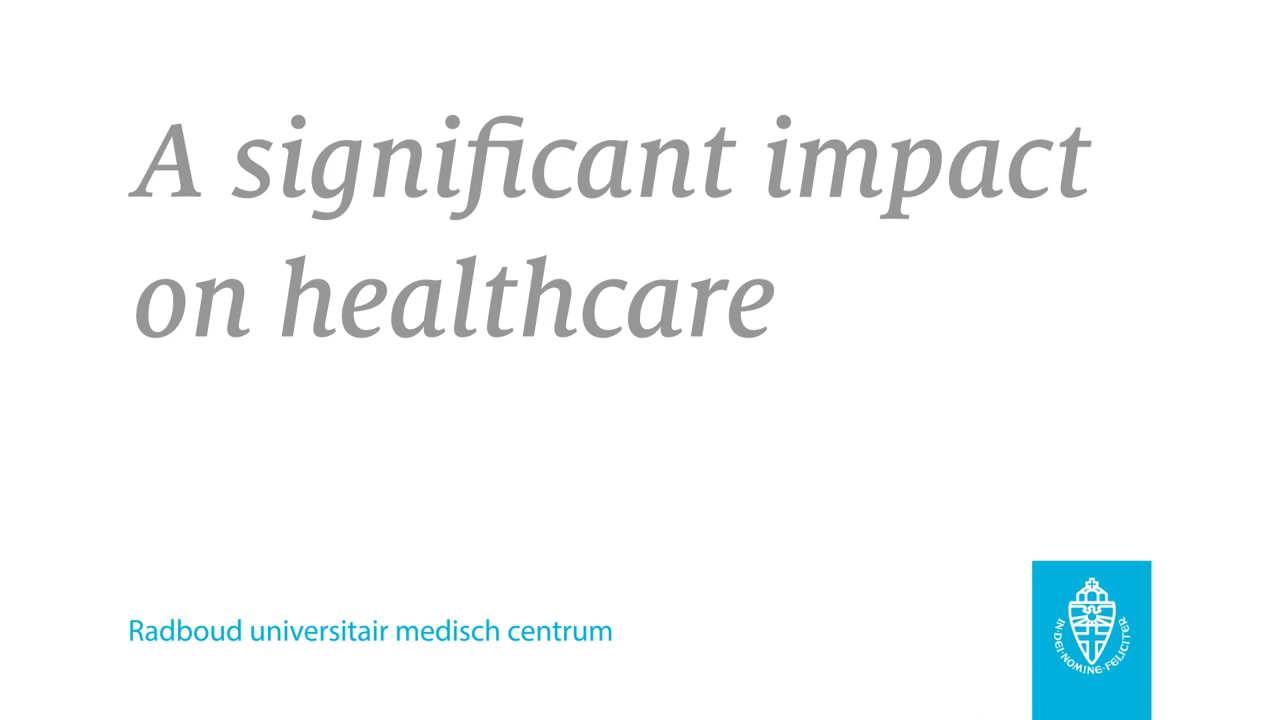 A significant impact
on healthcare
Radboud universitair medisch centrum
IN·DEI·NOMINE·FELICITER